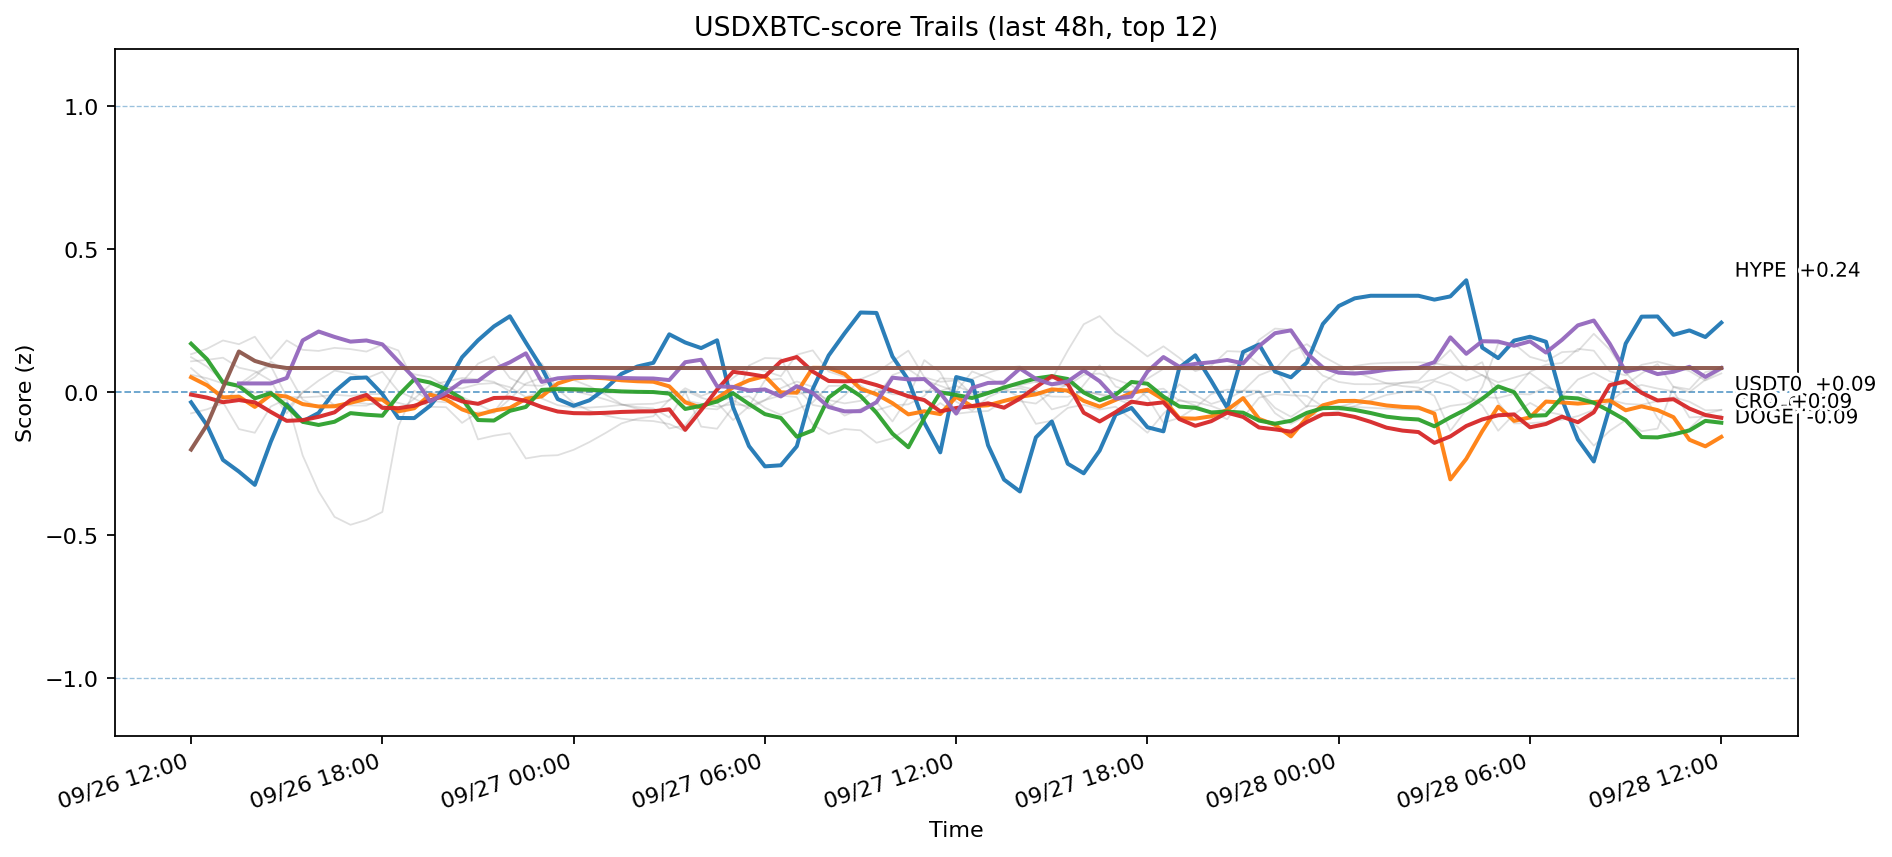 USDXBTC-score Trails (last 48h, top 12)
Score (z)
1.0
0.5
0.0
−0.5
−1.0
HYPE +0.24
USDT0 +0.09
CRO +0.09
DOGE -0.09
09/26 12:00
09/26 18:00
09/27 00:00
09/27 06:00
09/27 12:00
09/27 18:00
09/28 00:00
09/28 06:00
09/28 12:00
Time